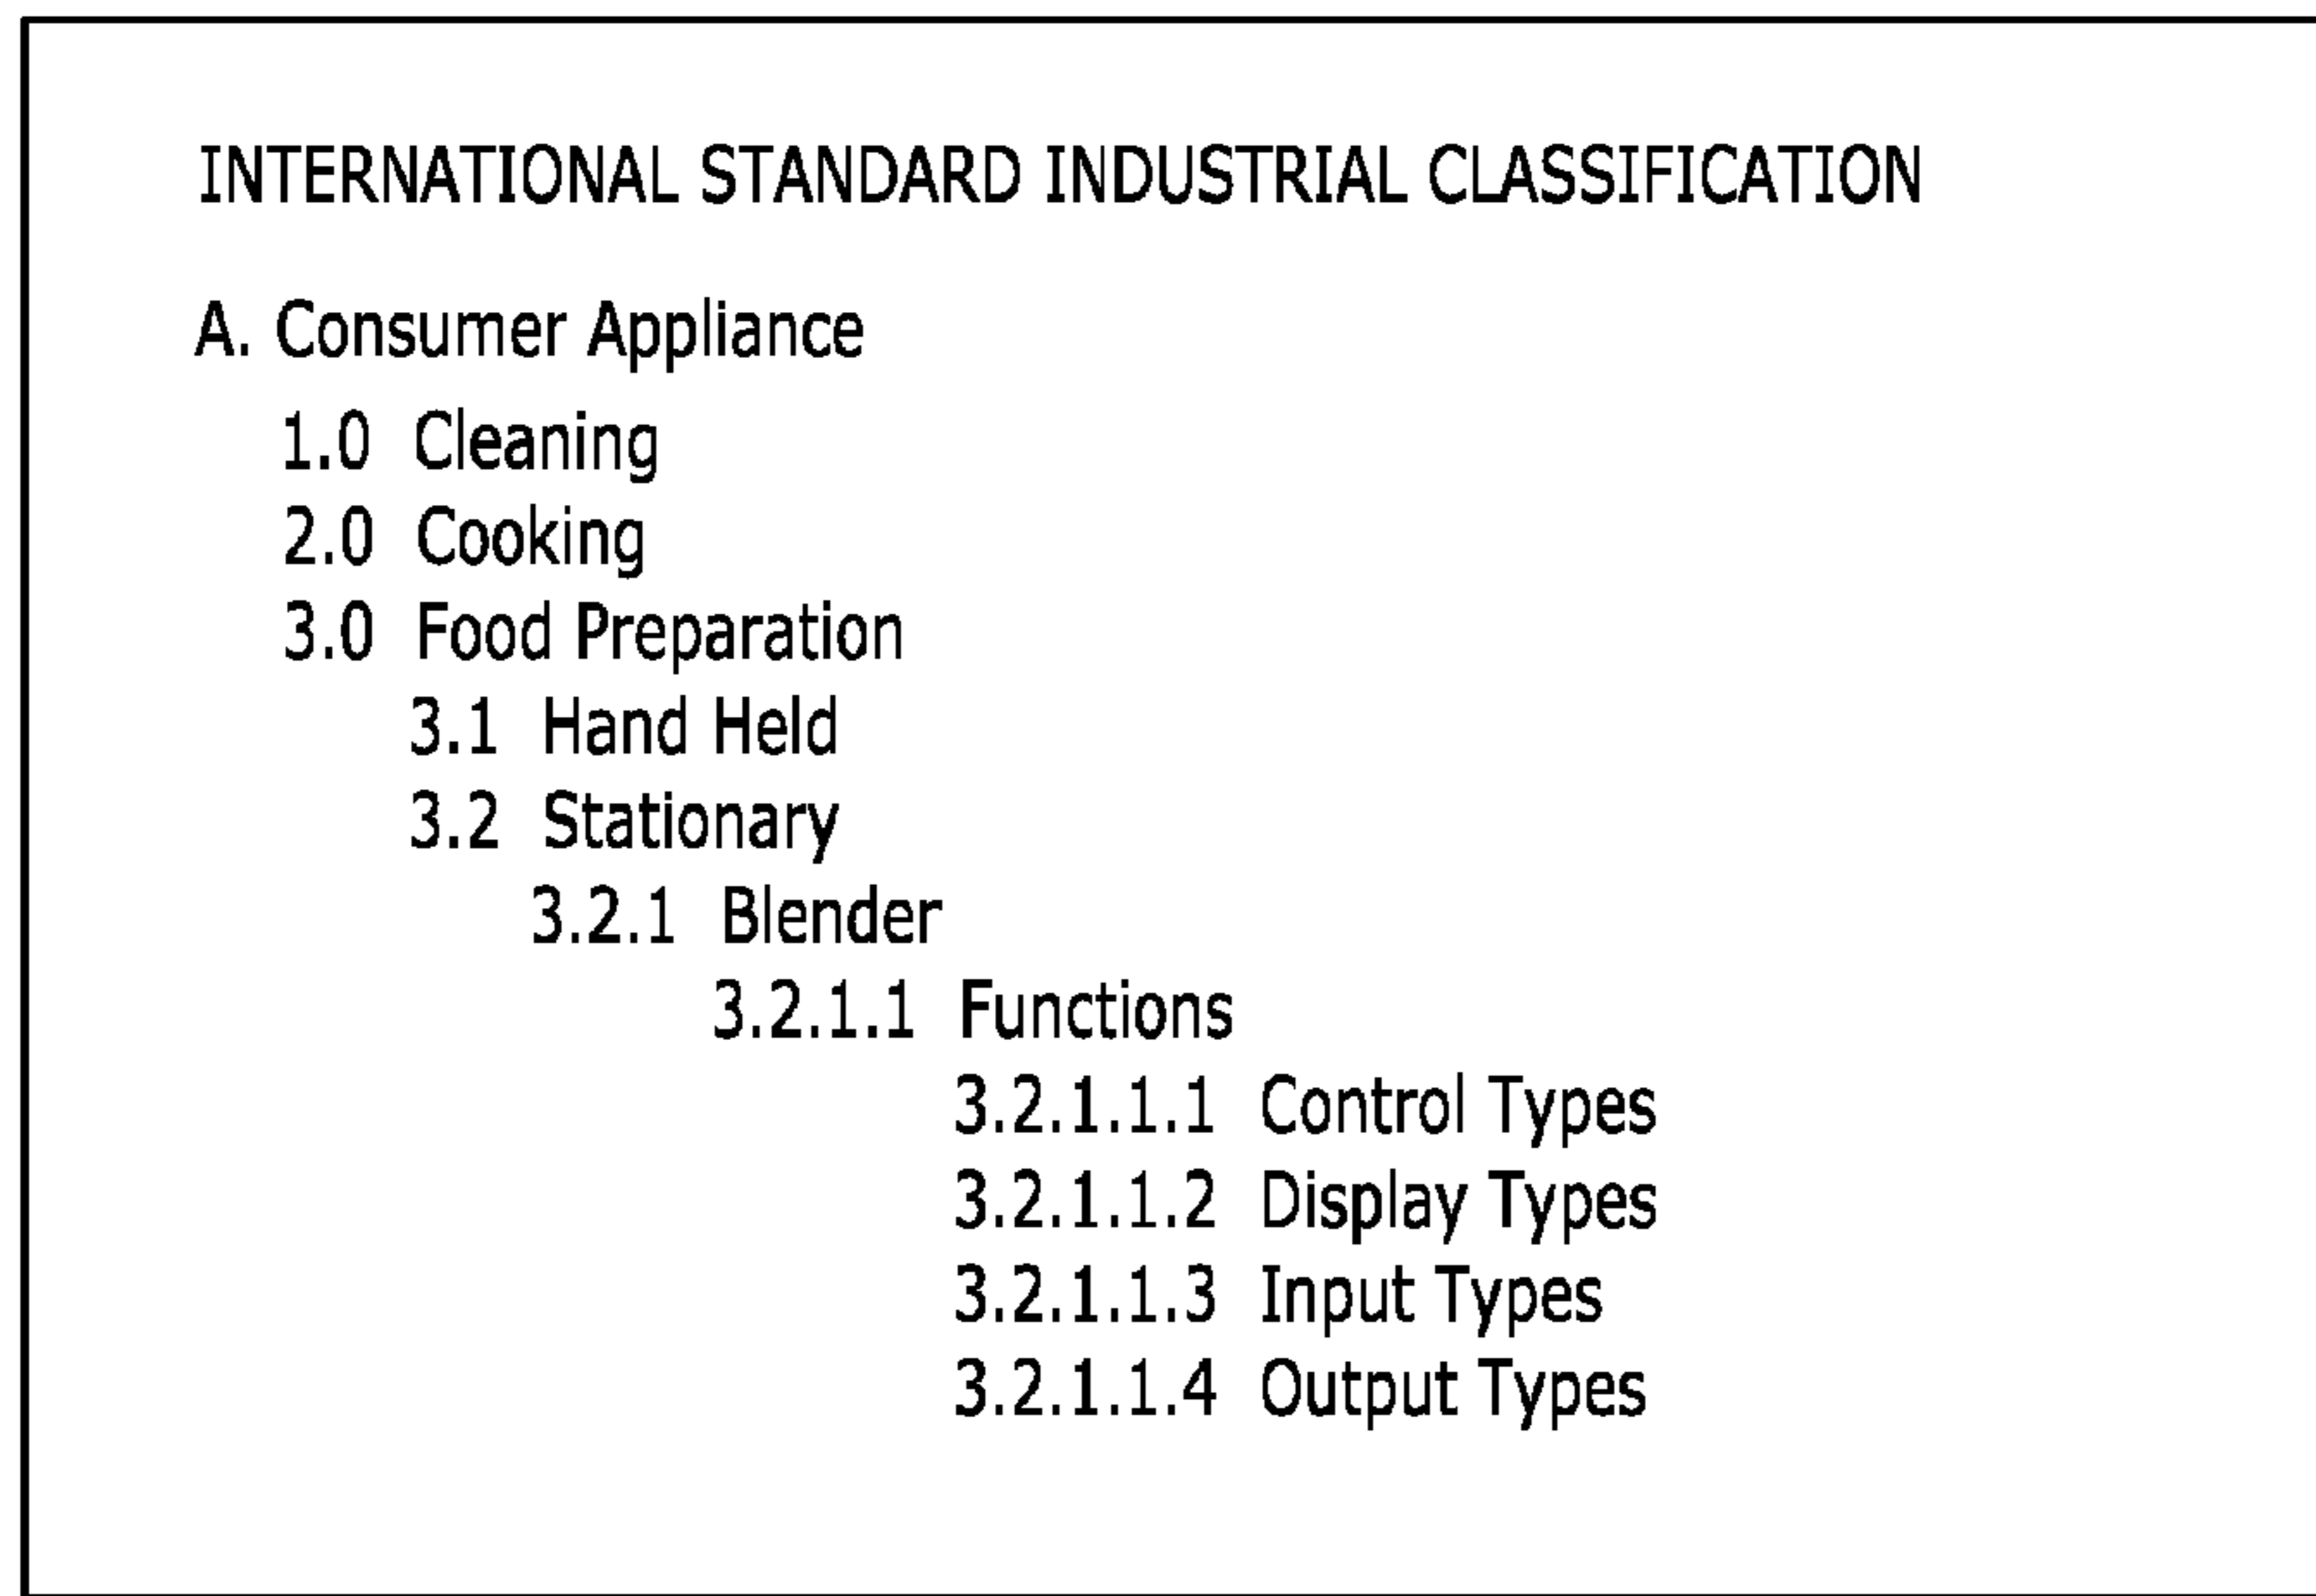 INTERNATIONAL STANDARD INDUSTRIAL CLASSIFICATION
A. Consumer Appliance
1.0 Cleaning
2.0 Cooking
3.0 Food Preparation
3.1 Hand Held
3.2 Stationary
3.2.1 Blender
3.2.1.1 Functions
3.2.1.1.1 Control Types
3.2.1.1.2 Display Types
3.2.1.1.3 Input Types
3.2.1.1.4 Output Types